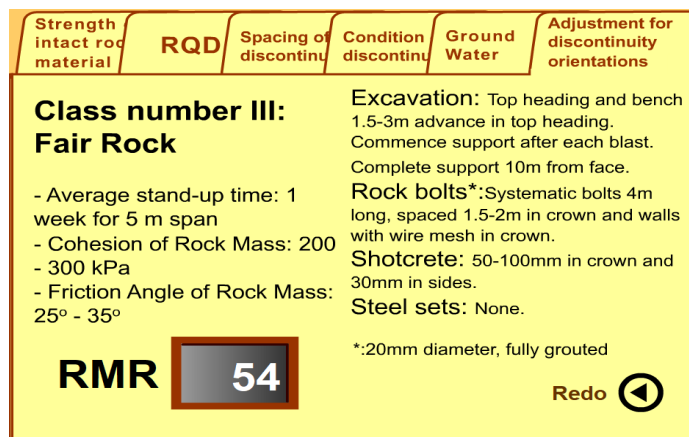 Strength
intact roc
material
RQD
Spacing of
discontinu
Condition
discontinu
Ground
Water
Adjustment for
discontinuity
orientations
Class number III:
Fair Rock
- Average stand-up time: 1
week for 5 m span
- Cohesion of Rock Mass: 200
- 300 kPa
- Friction Angle of Rock Mass:
25º - 35º
RMR 54
Excavation: Top heading and bench
1.5-3m advance in top heading.
Commence support after each blast.
Complete support 10m from face.
Rock bolts*:Systematic bolts 4m
long, spaced 1.5-2m in crown and walls
with wire mesh in crown.
Shotcrete: 50-100mm in crown and
30mm in sides.
Steel sets: None.
*:20mm diameter, fully grouted
Redo